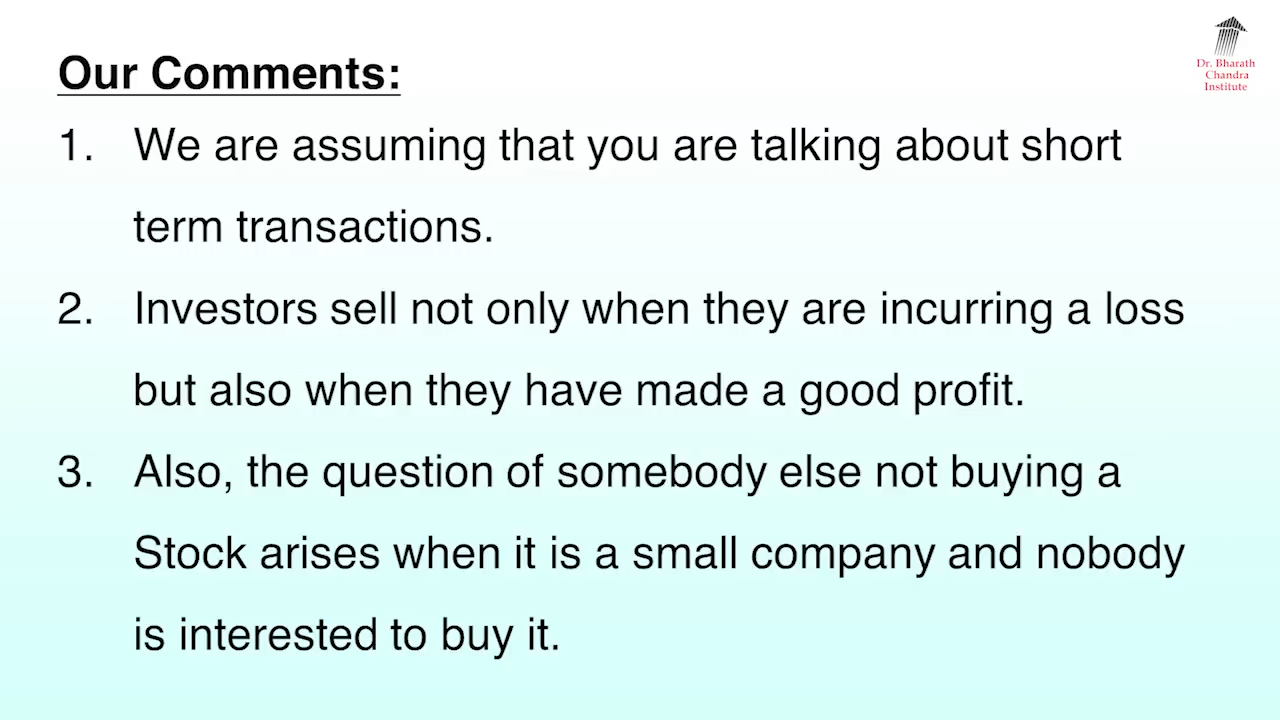 Our Comments:
1. We are assuming that you are talking about short
term transactions.
2. Investors sell not only when they are incurring a loss
but also when they have made a good profit.
3. Also, the question of somebody else not buying a
Stock arises when it is a small company and nobody
is interested to buy it.
Dr. Bharath
Chandra
Institute